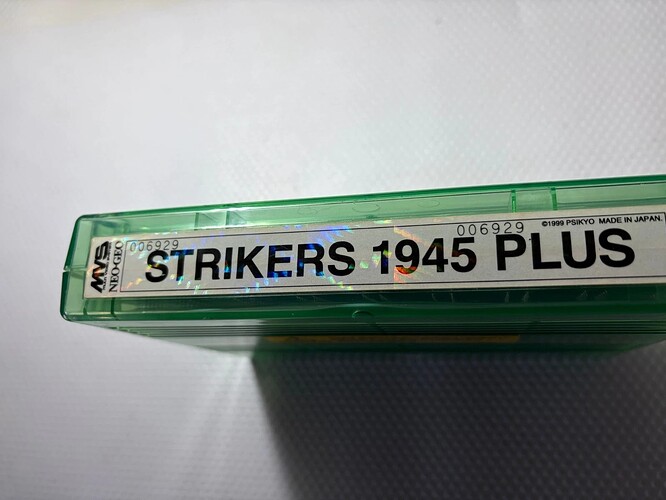 MVS
NEO-GEO
006929
STRIKERS 1945 PLUS
006929
©1999 PSIKYO MADE IN JAPAN.